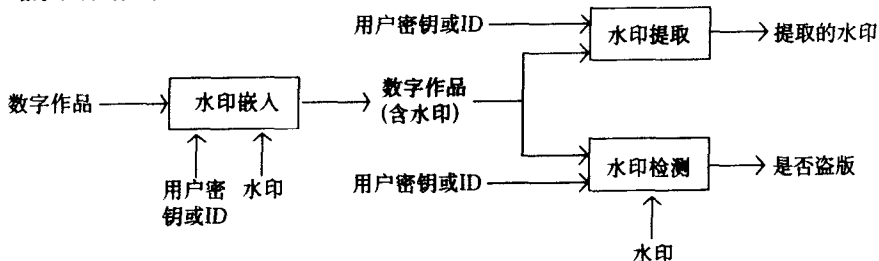 用户密钥或ID
水印提取
提取的水印
数字作品
水印嵌入
数字作品
(含水印)
用户密
钥或ID
水印
用户密钥或ID
水印检测
是否盗版
水印